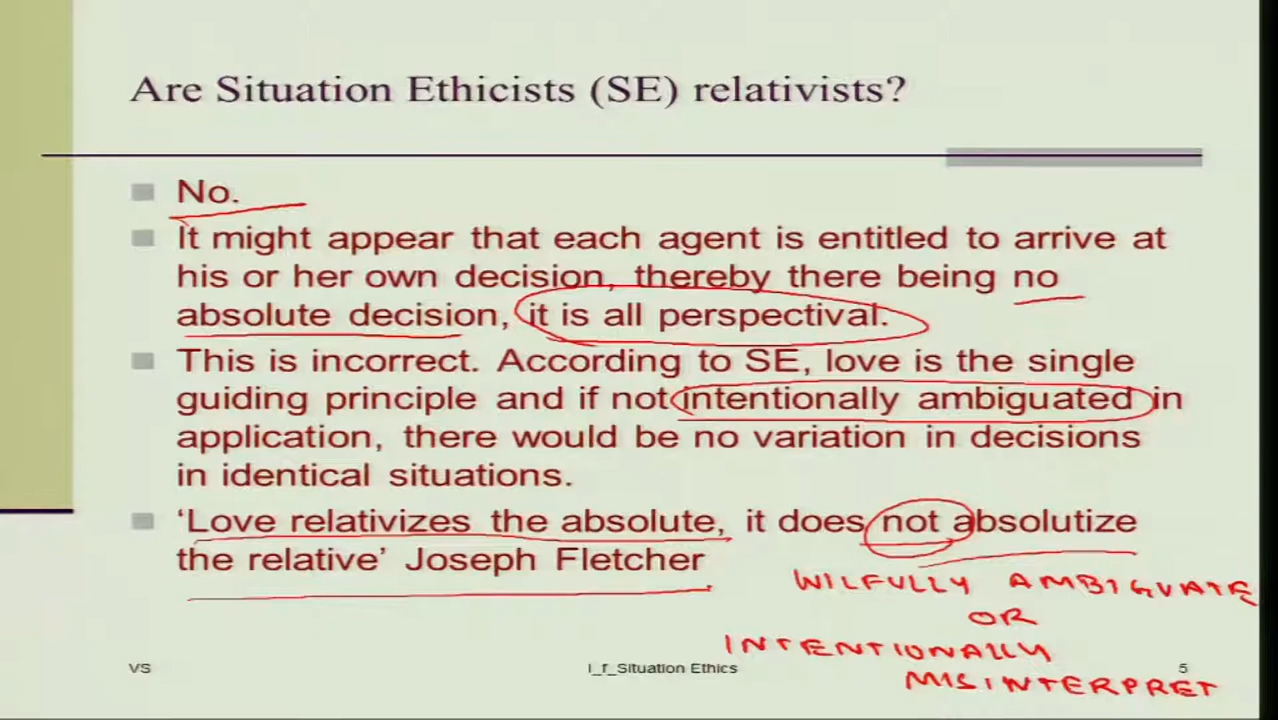 Are Situation Ethicists (SE) relativists?
No.
It might appear that each agent is entitled to arrive at
his or her own decision, thereby there being no
absolute decision, it is all perspectival.
This is incorrect. According to SE, love is the single
guiding principle and if not intentionally ambiguated in
application, there would be no variation in decisions
in identical situations.
‘Love relativizes the absolute, it does not absolutize
the relative’ Joseph Fletcher
WILFULLY AMBIGUATE
OR
INTENTIONALLY
MISINTERPRET
VS
I_f_Situation Ethics
5